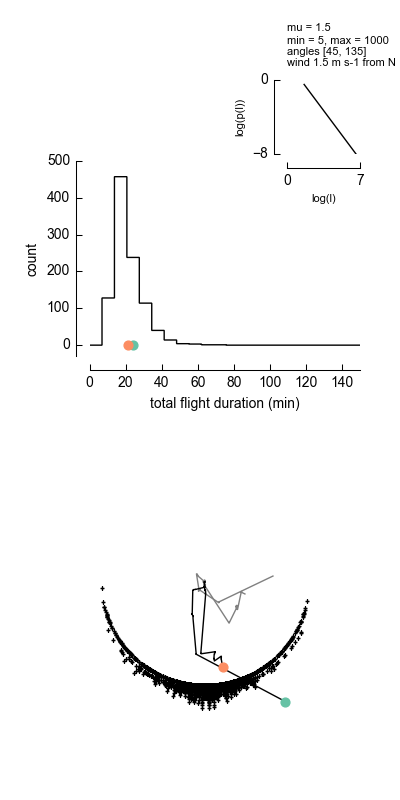 mu = 1.5
min = 5, max = 1000
angles [45, 135]
wind 1.5 m s-1 from N
0
log(p(l))
−8
0 7
log(l)
500
400
300
count
200
100
0
0 20 40 60 80 100 120 140
total flight duration (min)